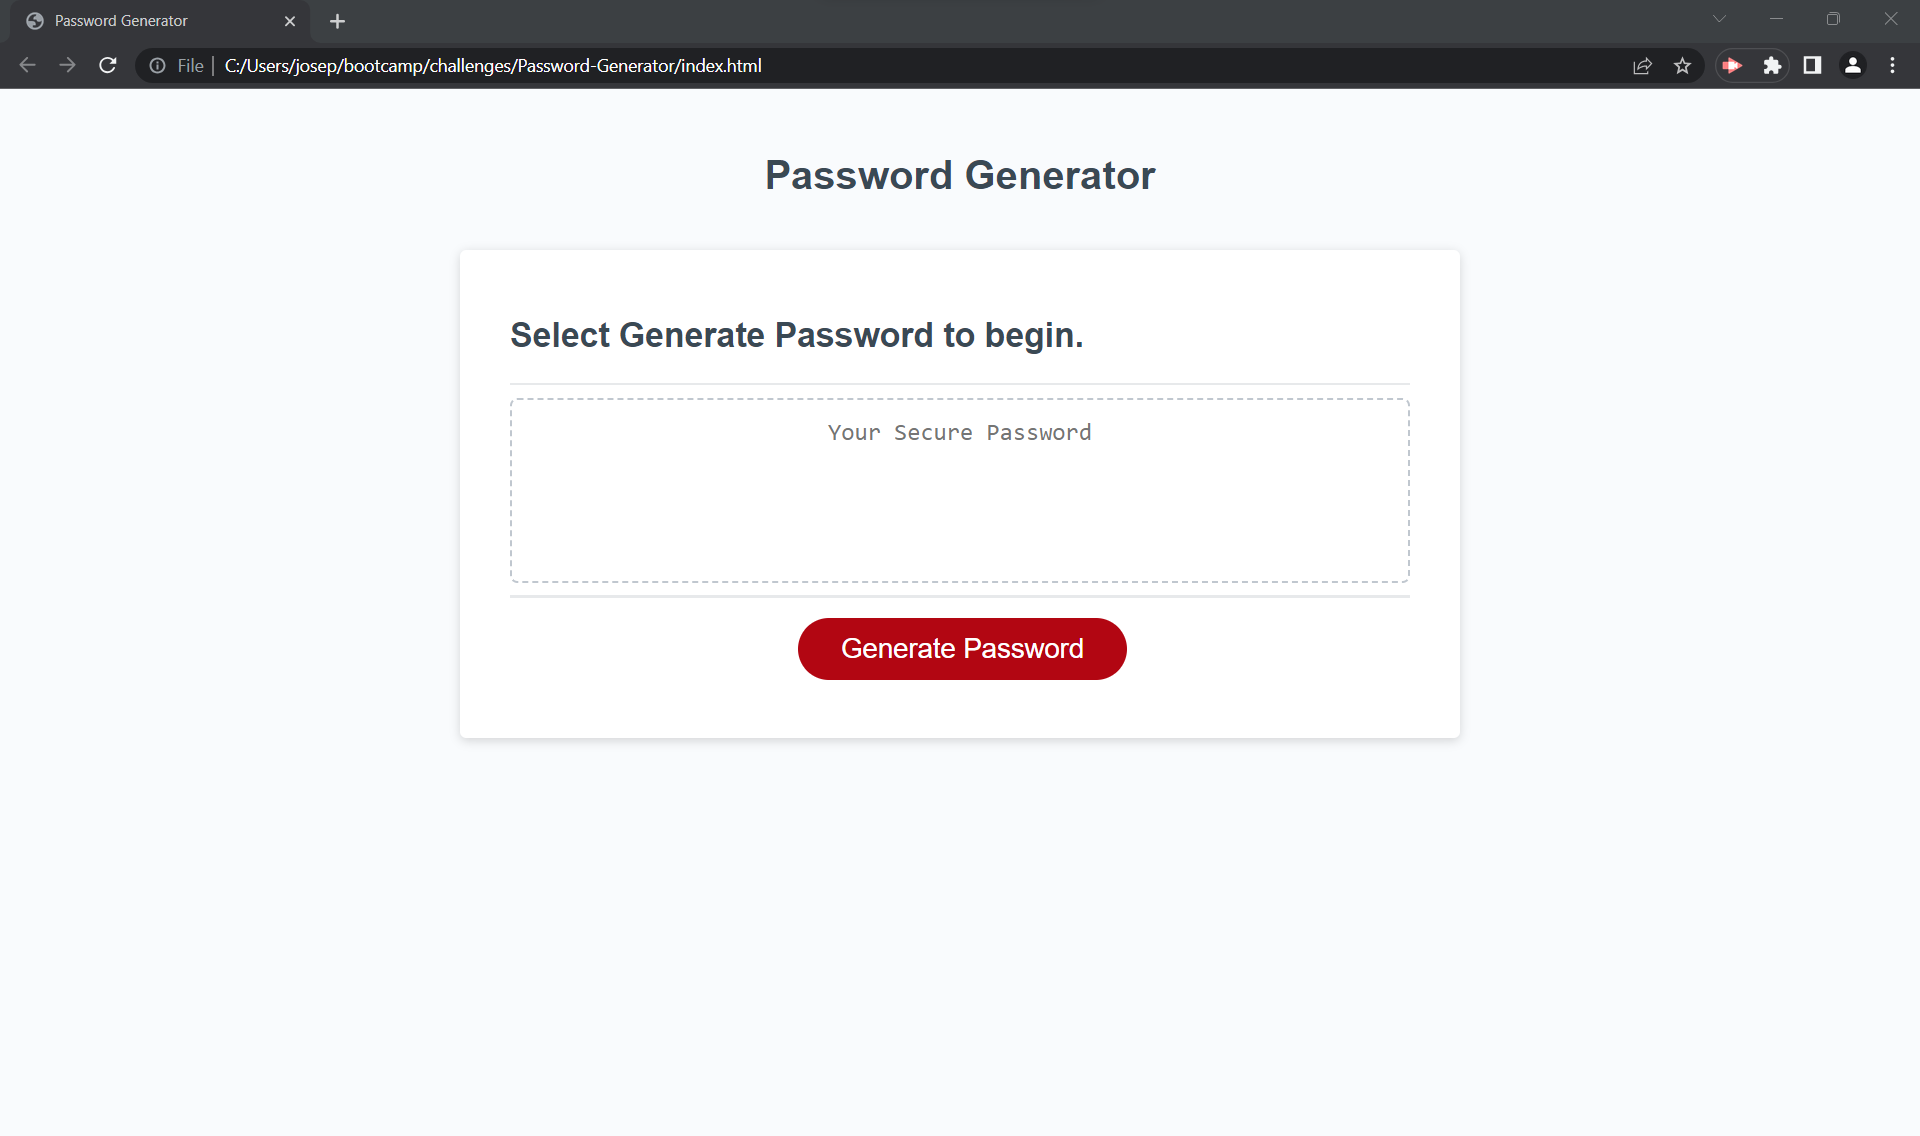 Password Generator
File | C:/Users/josep/bootcamp/challenges/Password-Generator/index.html
Password Generator
Select Generate Password to begin.
Your Secure Password
Generate Password